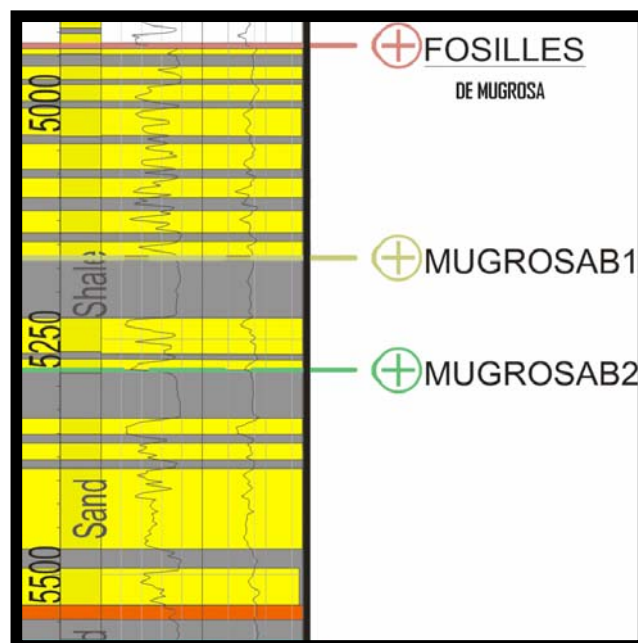 FOSILLES
DE MUGROSA
5000
MUGROSAB1
Shale
5250
MUGROSAB2
Sand
5500
d